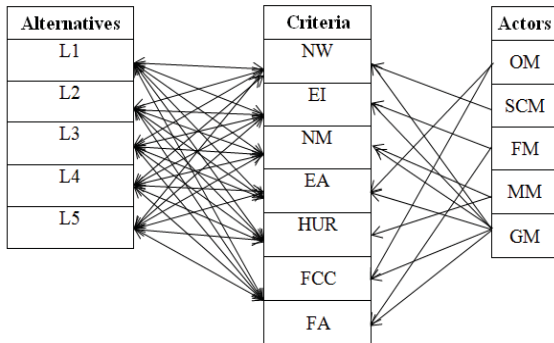 Alternatives
L1
L2
L3
L4
L5
Criteria
NW
EI
NM
EA
HUR
FCC
FA
Actors
OM
SCM
FM
MM
GM